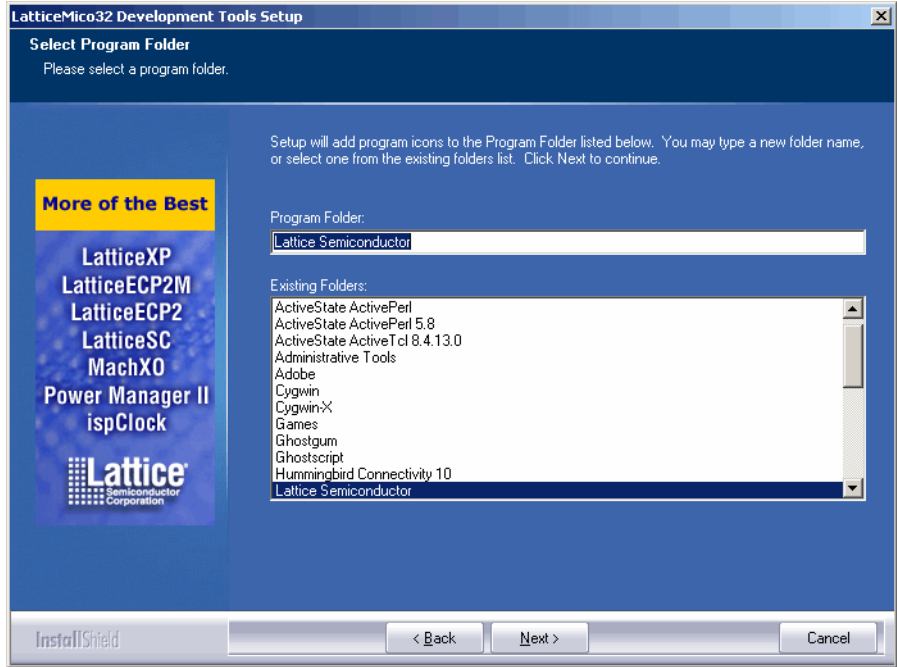 LatticeMico32 Development Tools Setup
Select Program Folder
Please select a program folder.
Setup will add program icons to the Program Folder listed below. You may type a new folder name,
or select one from the existing folders list. Click Next to continue.
More of the Best
LatticeXP
LatticeECP2M
LatticeECP2
LatticeSC
MachXO
Power Manager II
ispClock
Lattice
Semiconductor
Corporation
Program Folder:
Lattice Semiconductor
Existing Folders:
ActiveState ActivePerl
ActiveState ActivePerl 5.8
ActiveState ActiveTcl 8.4.13.0
Administrative Tools
Adobe
Cygwin
Cygwin-X
Games
Ghostgum
Ghostscript
Hummingbird Connectivity 10
Lattice Semiconductor
InstallShield
< Back
Next >
Cancel